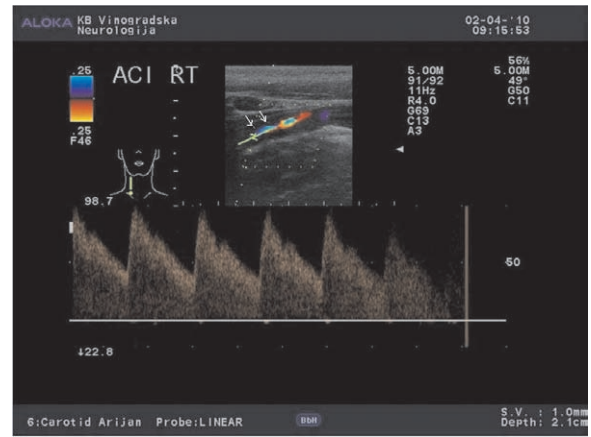 ALOKA KB Vinogradska
Neurologija
02-04-'10
09:15:53
.25
ACI RT
.25
F46
5.00M
91/92
11Hz
R4.0
G69
C13
A3
56%
5.00M
49°
G50
C11
98.7
50
↓22.8
6:Carotid Arijan Probe:LINEAR
BbH
S.V. : 1.0mm
Depth: 2.1cm